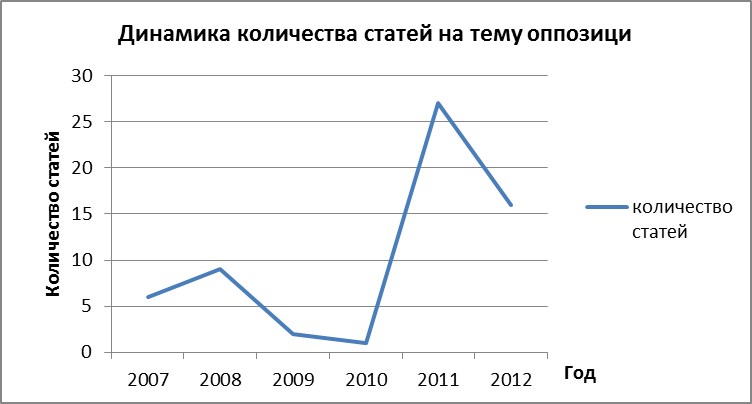 Динамика количества статей на тему оппозици
Количество статей
30
25
20
15
10
5
0
2007 2008 2009 2010 2011 2012
Год
количество
статей